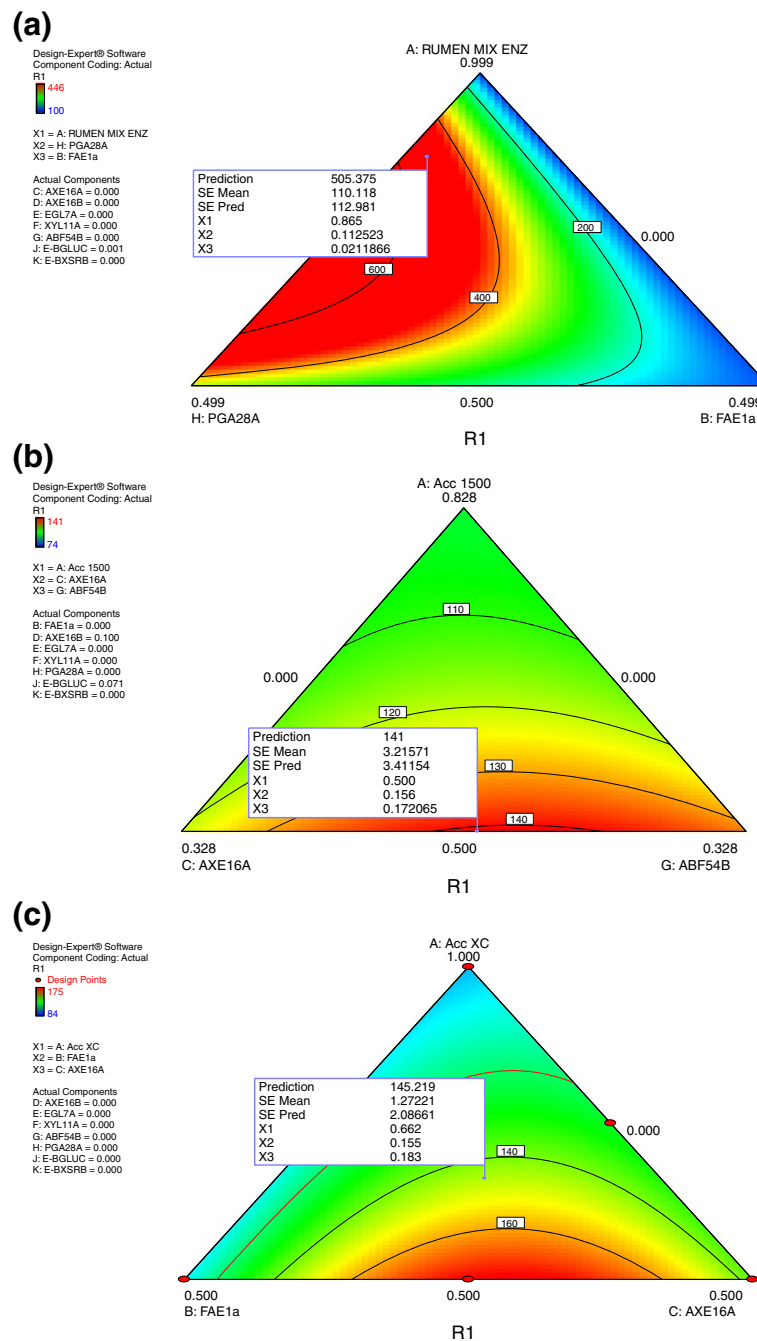 (a)
Design-Expert® Software
Component Coding: Actual
R1
446
100
X1 = A: RUMEN MIX ENZ
X2 = H: PGA28A
X3 = B: FAE1a
Actual Components
C: AXE16A = 0.000
D: AXE16B = 0.000
E: EGL7A = 0.000
F: XYL11A = 0.000
G: ABF54B = 0.000
J: E-BGLUC = 0.001
K: E-BXSRB = 0.000
A: RUMEN MIX ENZ
0.999
Prediction 505.375
SE Mean 110.118
SE Pred 112.981
X1 0.865
X2 0.112523
X3 0.0211866
200
0.000
600
400
0.499 0.500 0.499
H: PGA28A B: FAE1a
R1
(b)
Design-Expert® Software
Component Coding: Actual
R1
141
74
X1 = A: Acc 1500
X2 = C: AXE16A
X3 = G: ABF54B
Actual Components
B: FAE1a = 0.000
D: AXE16B = 0.100
E: EGL7A = 0.000
F: XYL11A = 0.000
H: PGA28A = 0.000
J: E-BGLUC = 0.071
K: E-BXSRB = 0.000
A: Acc 1500
0.828
110
0.000 0.000
120
Prediction 141
SE Mean 3.21571
SE Pred 3.41154
X1 0.500
X2 0.156
X3 0.172065
130
140
0.328 0.500 0.328
C: AXE16A G: ABF54B
R1
(c)
Design-Expert® Software
Component Coding: Actual
R1
Design Points
175
84
X1 = A: Acc XC
X2 = B: FAE1a
X3 = C: AXE16A
Actual Components
D: AXE16B = 0.000
E: EGL7A = 0.000
F: XYL11A = 0.000
G: ABF54B = 0.000
H: PGA28A = 0.000
J: E-BGLUC = 0.000
K: E-BXSRB = 0.000
A: Acc XC
1.000
Prediction 145.219
SE Mean 1.27221
SE Pred 2.08661
X1 0.662
X2 0.155
X3 0.183
0.000
140
160
0.500 0.500 0.500
B: FAE1a C: AXE16A
R1